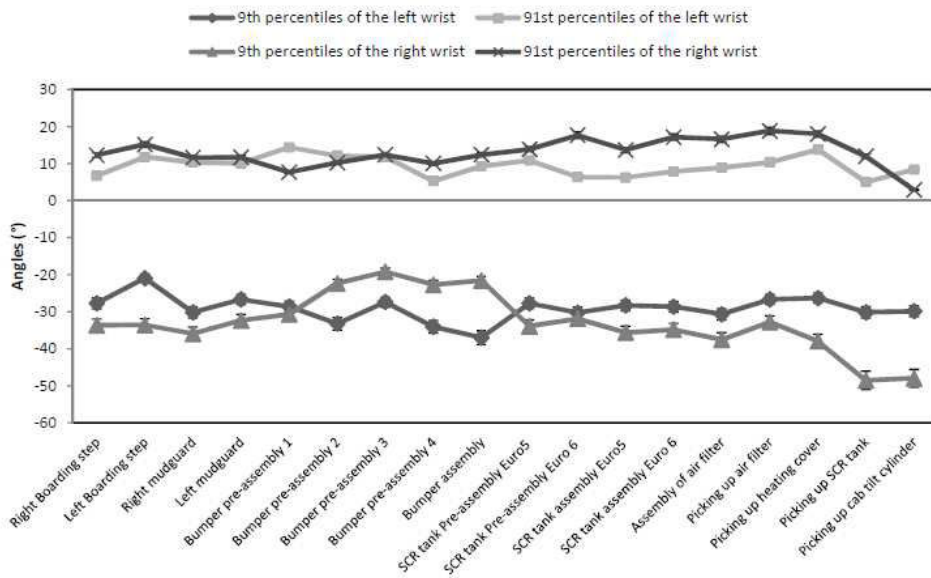 9th percentiles of the left wrist
91st percentiles of the left wrist
9th percentiles of the right wrist
91st percentiles of the right wrist
30
20
10
0
-10
-20
-30
-40
-50
-60
Angles (°)
Right Boarding step
Left Boarding step
Right mudguard
Left mudguard
Bumper pre-assembly 1
Bumper pre-assembly 2
Bumper pre-assembly 3
Bumper pre-assembly 4
Bumper assembly
SCR tank Pre-assembly Euro5
SCR tank Pre-assembly Euro 6
SCR tank assembly Euro5
SCR tank assembly Euro 6
Assembly of air filter
Picking up air filter
Picking up heating cover
Picking up SCR tank
Picking up cab tilt cylinder